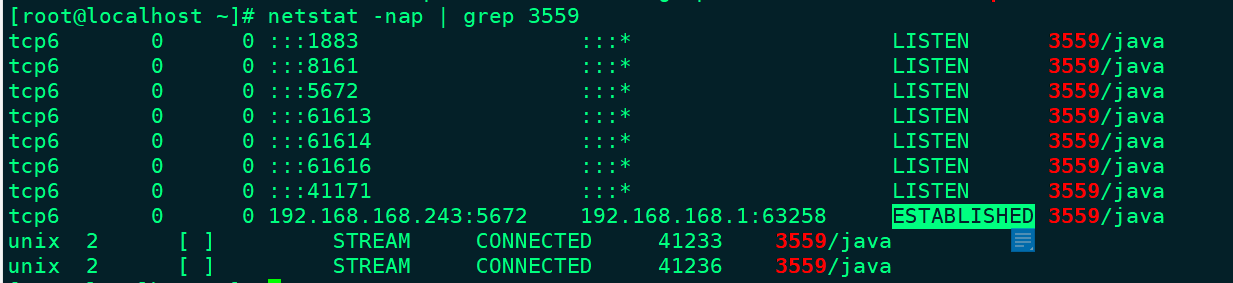 [root@localhost ~]# netstat -nap | grep 3559
tcp6       0      0 :::1883                 :::*                    LISTEN      3559/java
tcp6       0      0 :::8161                 :::*                    LISTEN      3559/java
tcp6       0      0 :::5672                 :::*                    LISTEN      3559/java
tcp6       0      0 :::61613                :::*                    LISTEN      3559/java
tcp6       0      0 :::61614                :::*                    LISTEN      3559/java
tcp6       0      0 :::61616                :::*                    LISTEN      3559/java
tcp6       0      0 :::41171                :::*                    LISTEN      3559/java
tcp6       0      0 192.168.168.243:5672    192.168.168.1:63258     ESTABLISHED 3559/java
unix  2      [ ]         STREAM     CONNECTED     41233    3559/java
unix  2      [ ]         STREAM     CONNECTED     41236    3559/java